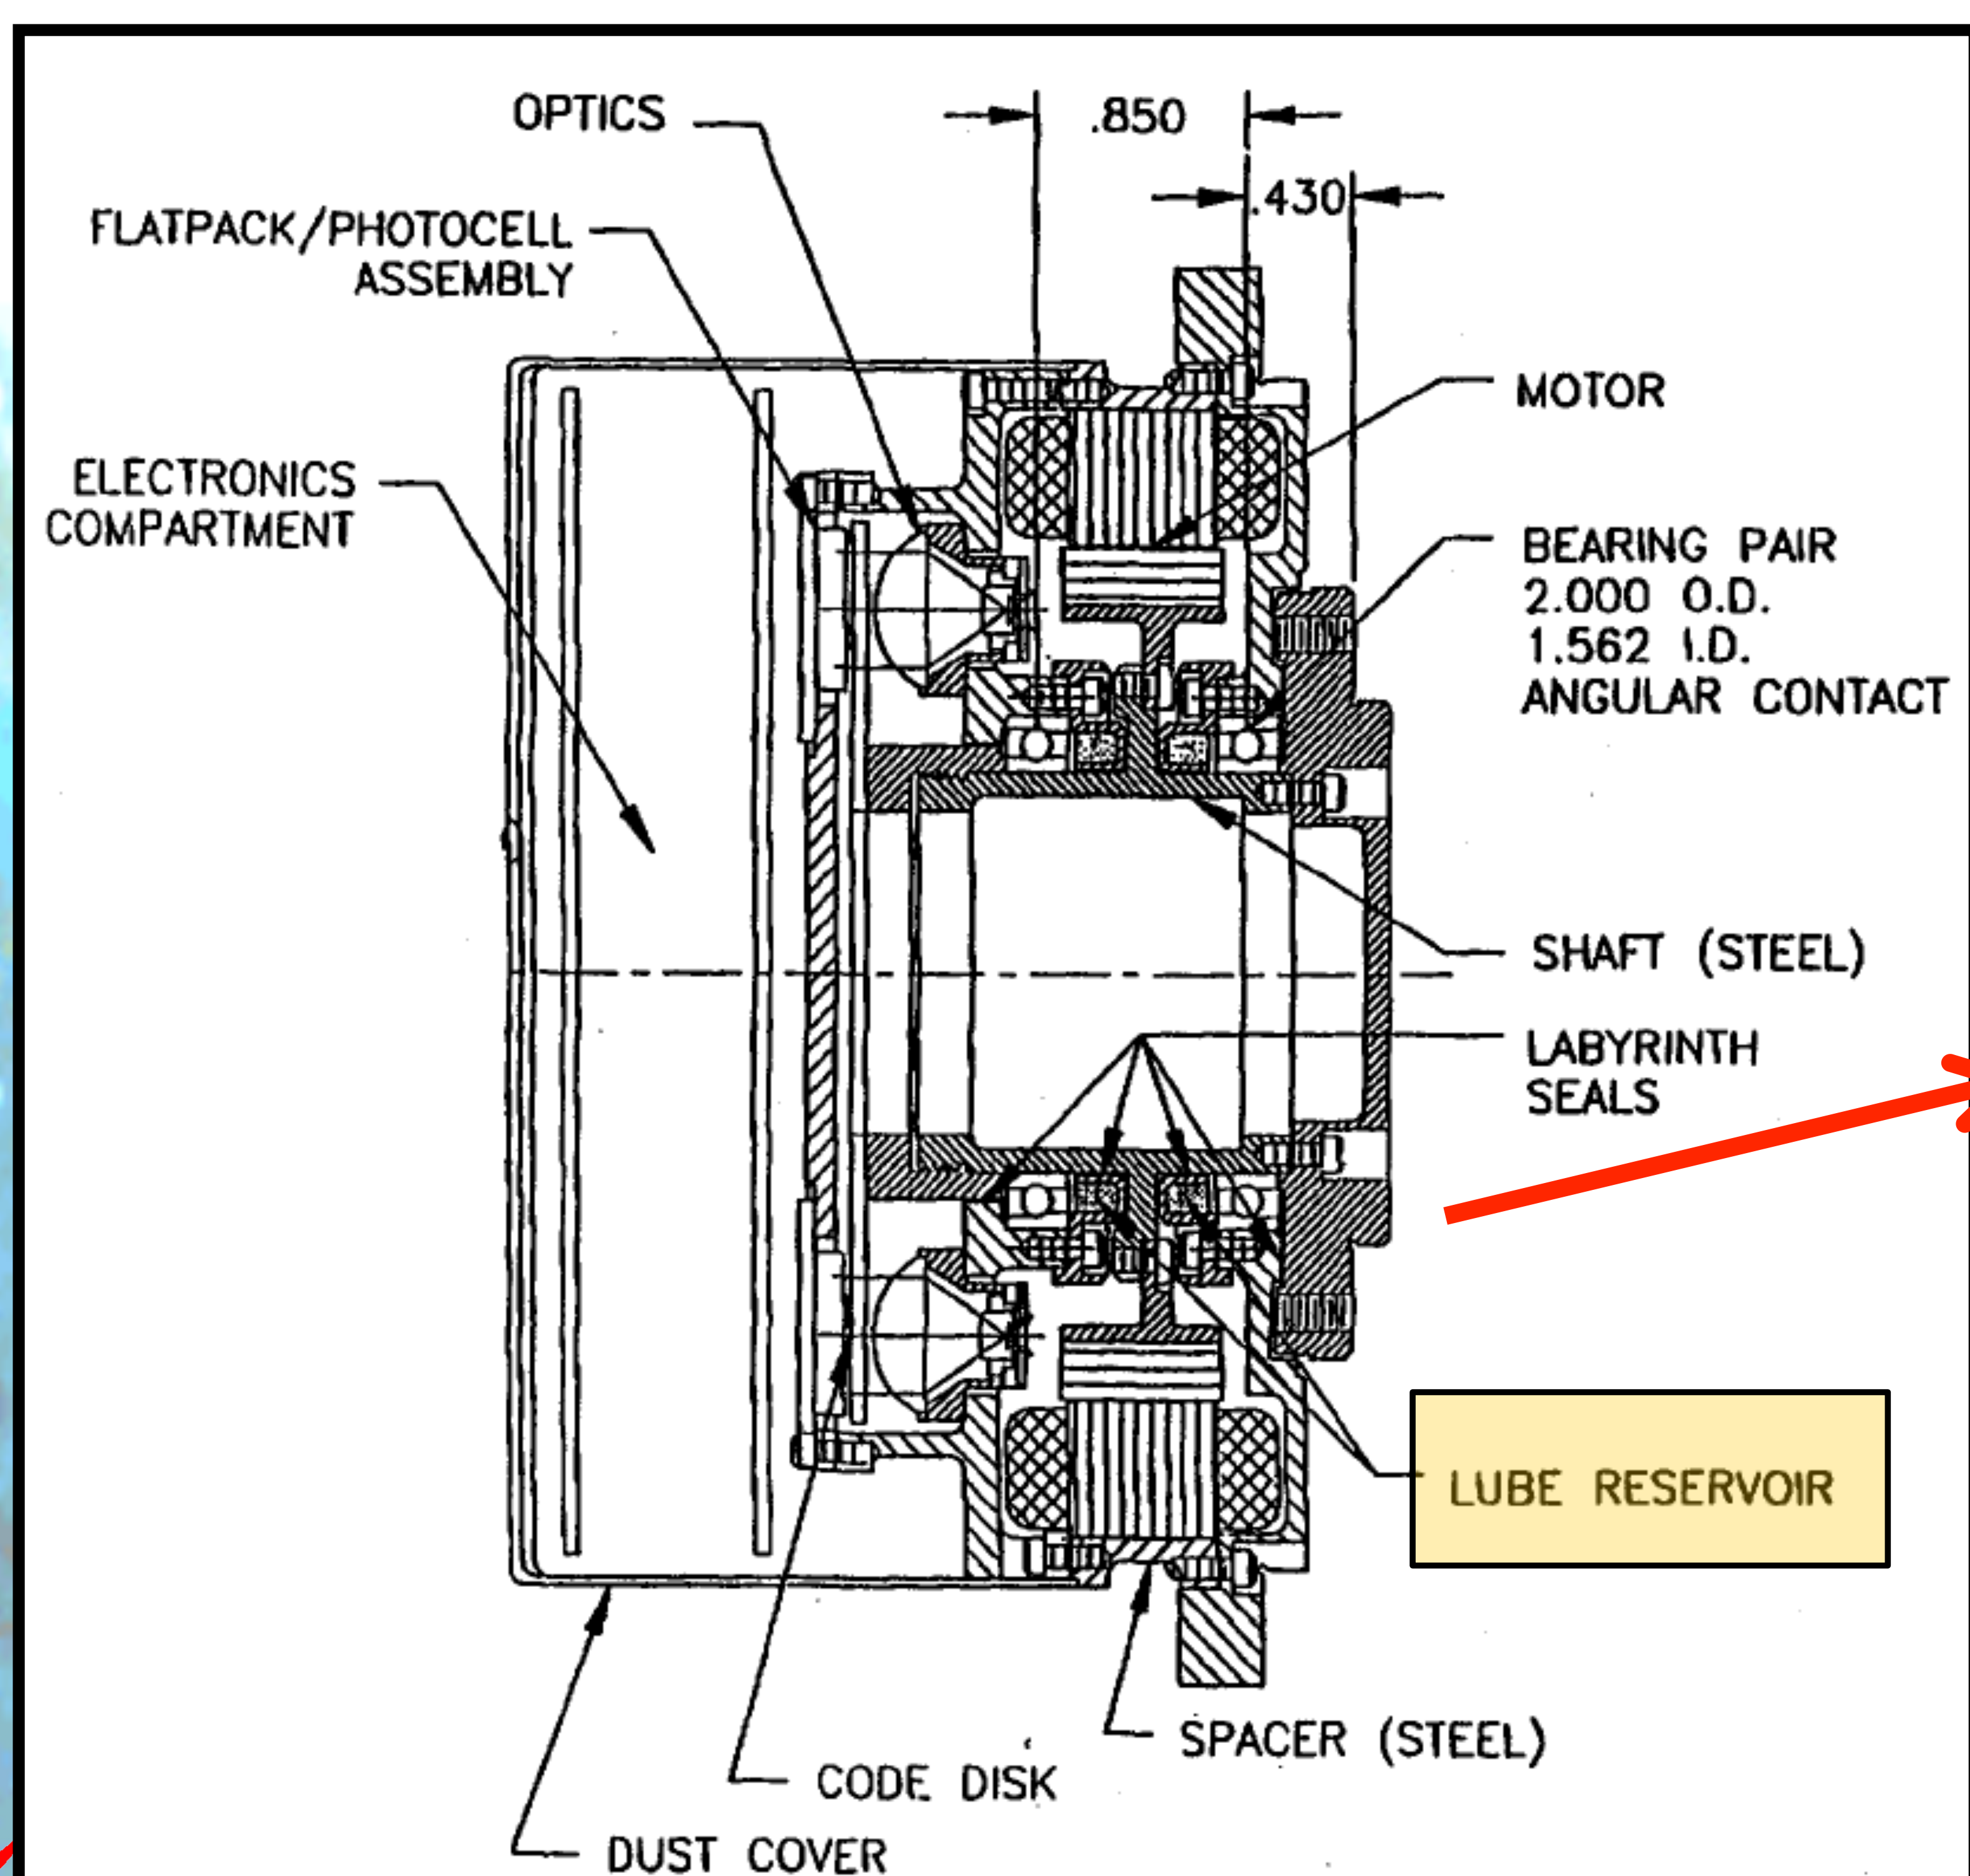 OPTICS
.850
.430
FLATPACK/PHOTOCELL
ASSEMBLY
MOTOR
ELECTRONICS
COMPARTMENT
BEARING PAIR
2.000 O.D.
1.562 I.D.
ANGULAR CONTACT
SHAFT (STEEL)
LABYRINTH
SEALS
LUBE RESERVOIR
SPACER (STEEL)
CODE DISK
DUST COVER